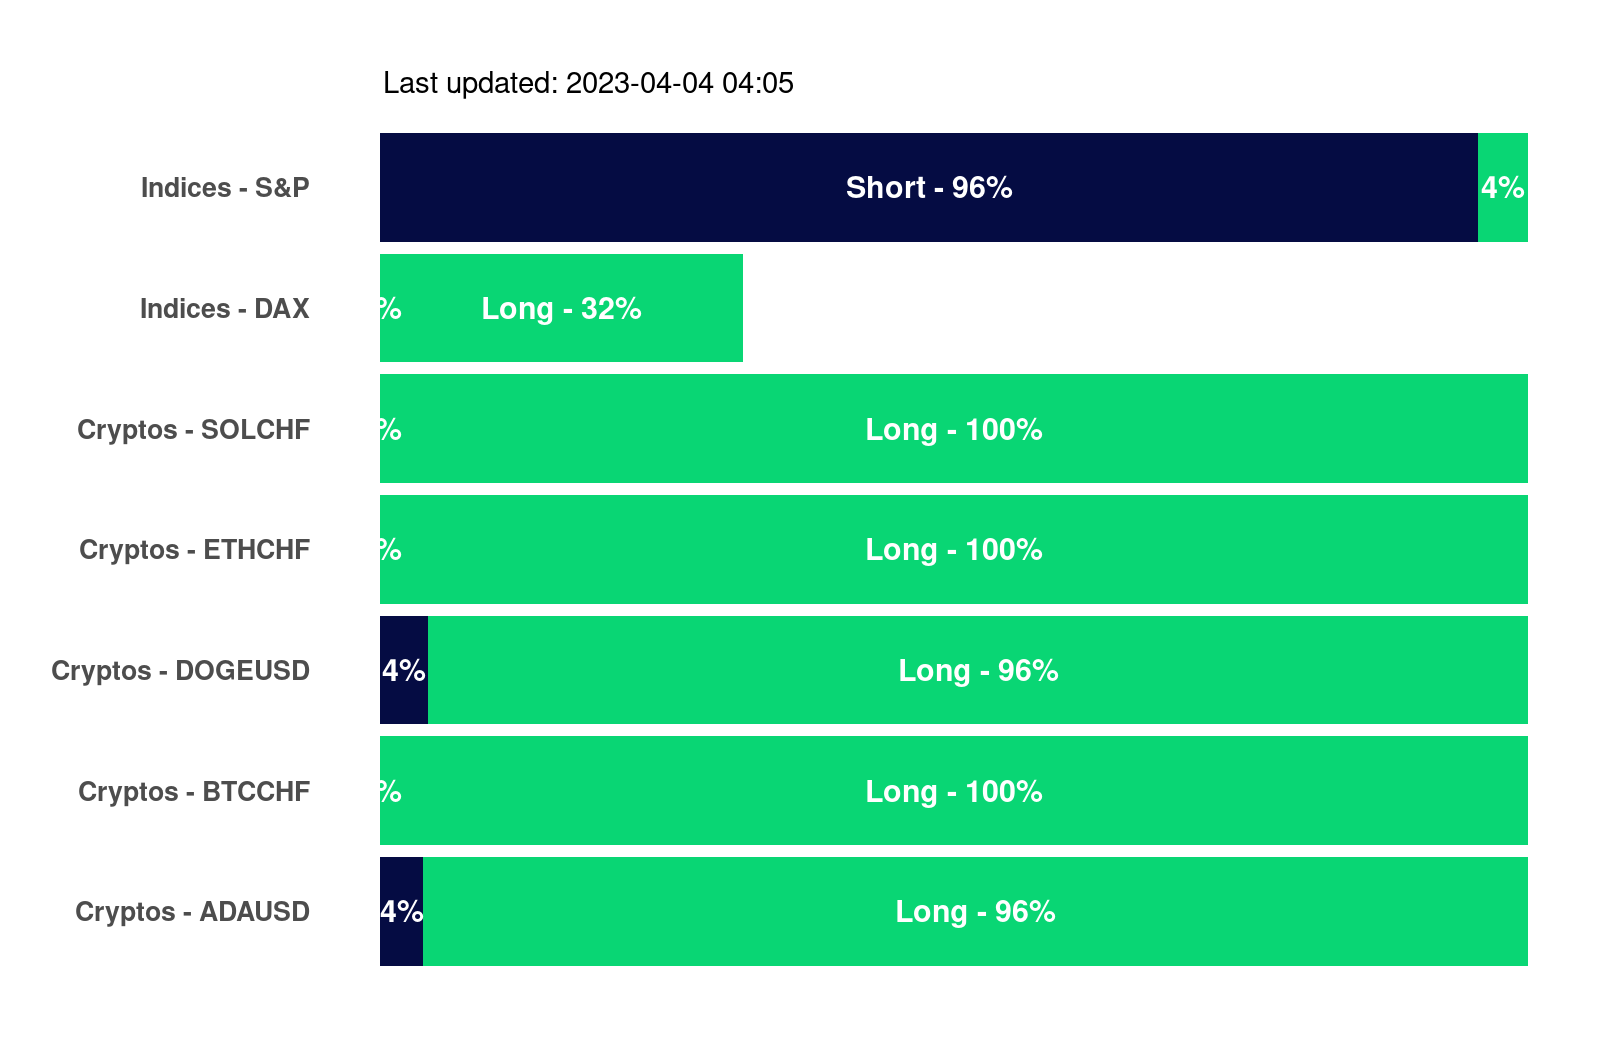 Last updated: 2023-04-04 04:05
Indices - S&P Short - 96% 4%
Indices - DAX % Long - 32%
Cryptos - SOLCHF % Long - 100%
Cryptos - ETHCHF % Long - 100%
Cryptos - DOGEUSD 4% Long - 96%
Cryptos - BTCCHF % Long - 100%
Cryptos - ADAUSD 4% Long - 96%